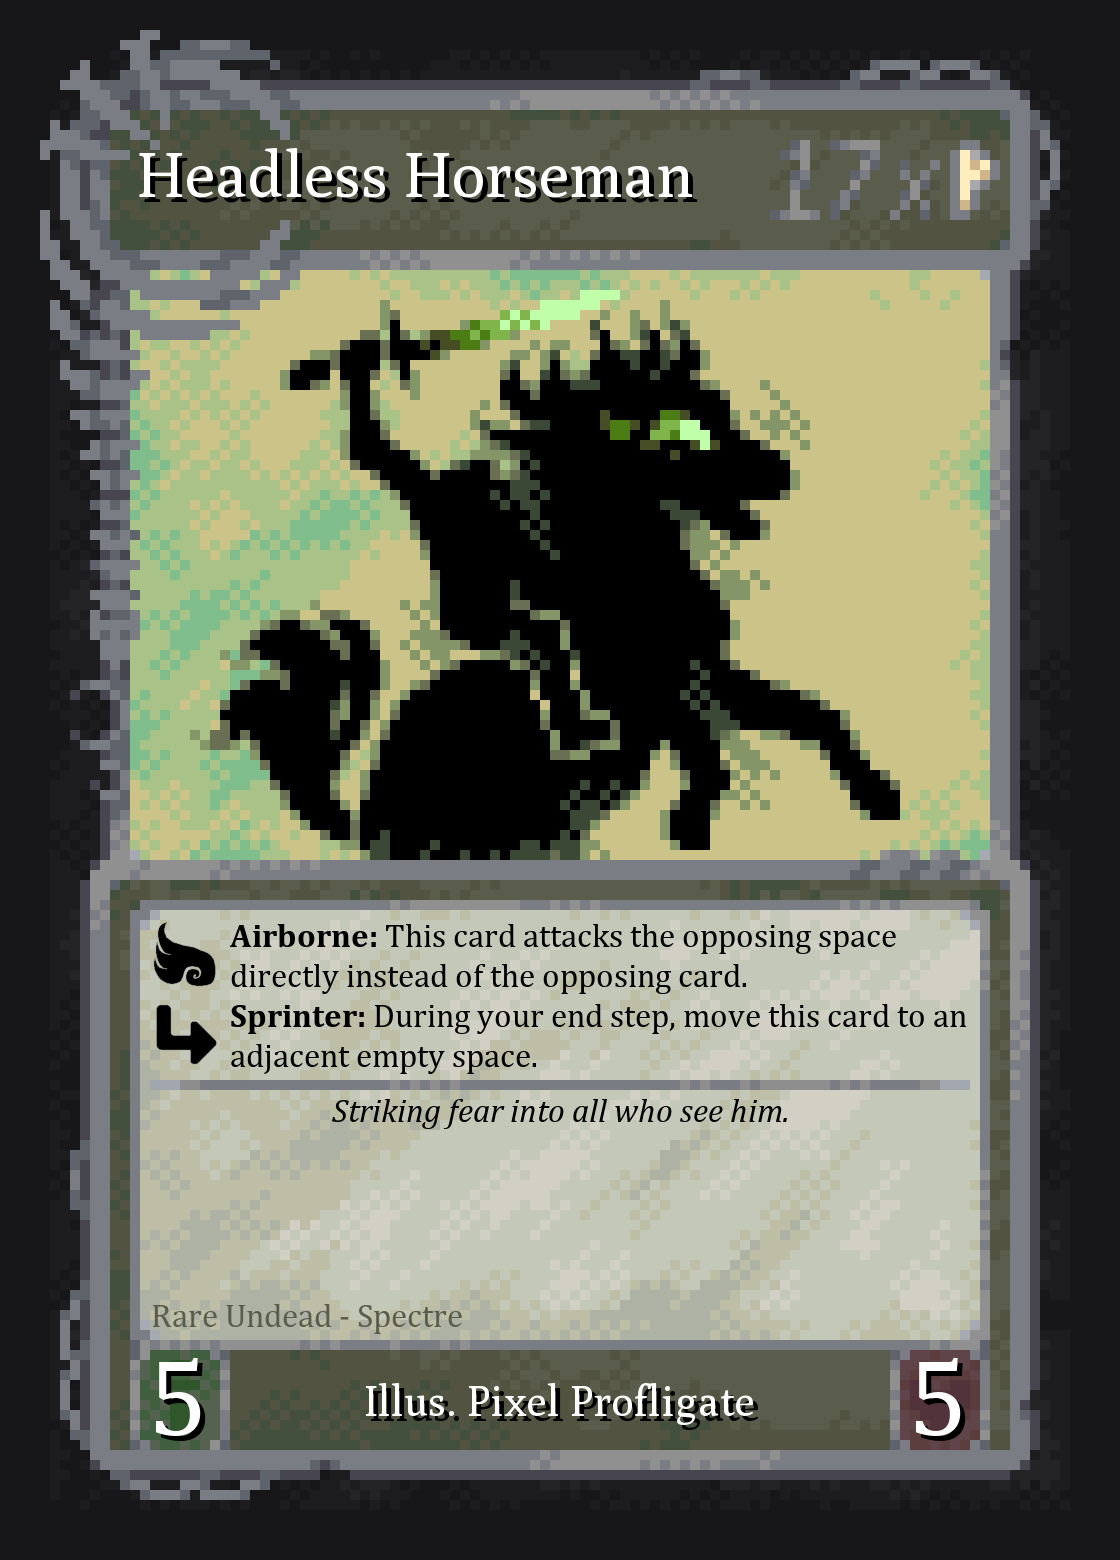 Headless Horseman 17x
Airborne: This card attacks the opposing space
directly instead of the opposing card.
Sprinter: During your end step, move this card to an
adjacent empty space.
Striking fear into all who see him.
Rare Undead - Spectre
5 Illus. Pixel Profligate 5